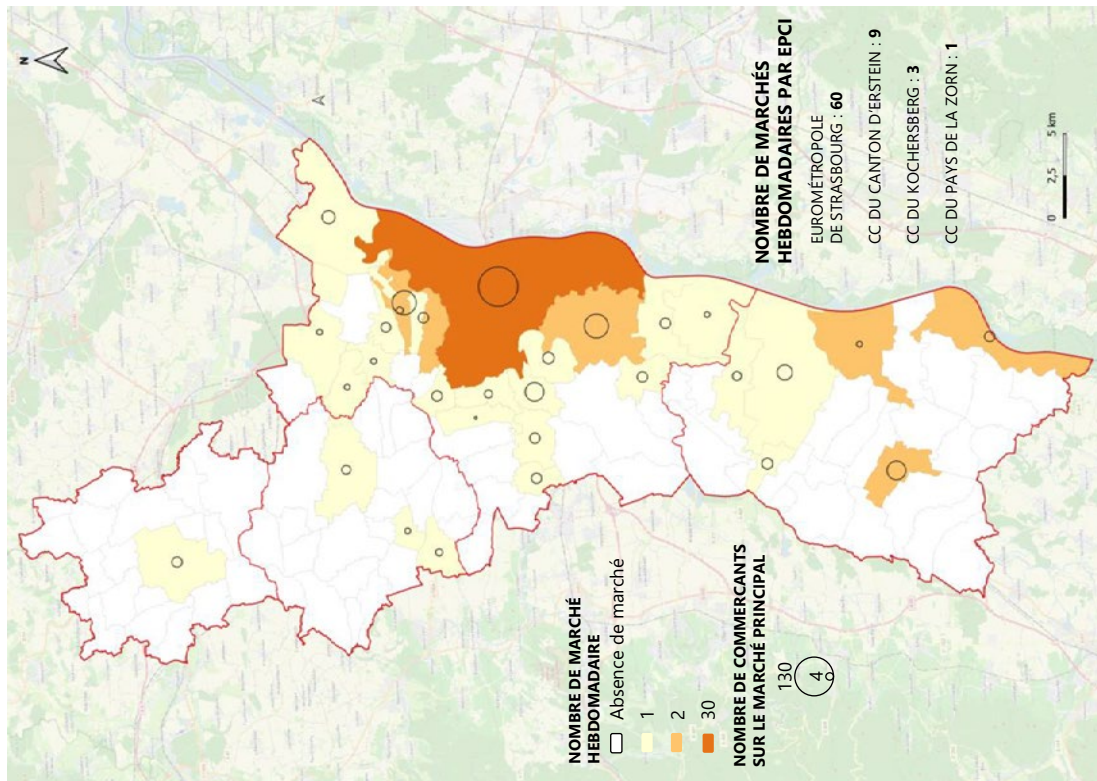 N
NOMBRE DE MARCHÉ
HEBDOMADAIRE
Absence de marché
1
2
30
NOMBRE DE COMMERCANTS
SUR LE MARCHÉ PRINCIPAL
130
4
NOMBRE DE MARCHÉS
HEBDOMADAIRES PAR EPCI
EUROMÉTROPOLE
DE STRASBOURG : 60
CC DU CANTON D'ERSTEIN : 9
CC DU KOCHERSBERG : 3
CC DU PAYS DE LA ZORN : 1
0 2,5 5 km